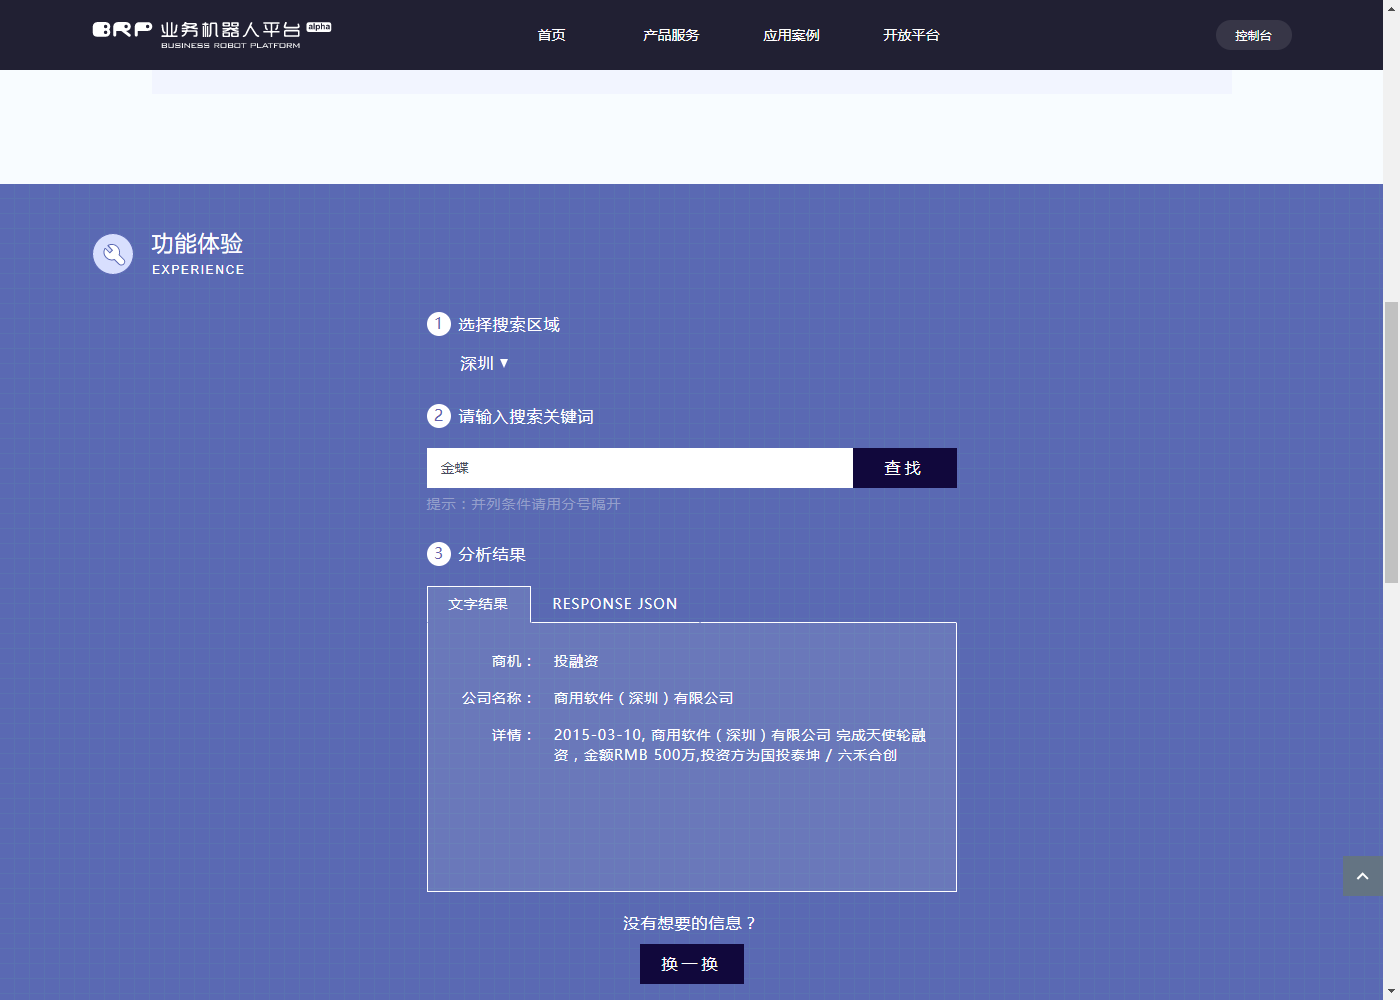 BRP 业务机器人平台 alpha
BUSINESS ROBOT PLATFORM
首页 产品服务 应用案例 开放平台 控制台
功能体验
EXPERIENCE
1 选择搜索区域
深圳 ▼
2 请输入搜索关键词
金蝶 查找
提示：并列条件请用分号隔开
3 分析结果
文字结果 RESPONSE JSON
商机： 投融资
公司名称： 商用软件（深圳）有限公司
详情： 2015-03-10, 商用软件（深圳）有限公司 完成天使轮融
资，金额RMB 500万,投资方为国投泰坤 / 六禾合创
没有想要的信息？
换一换